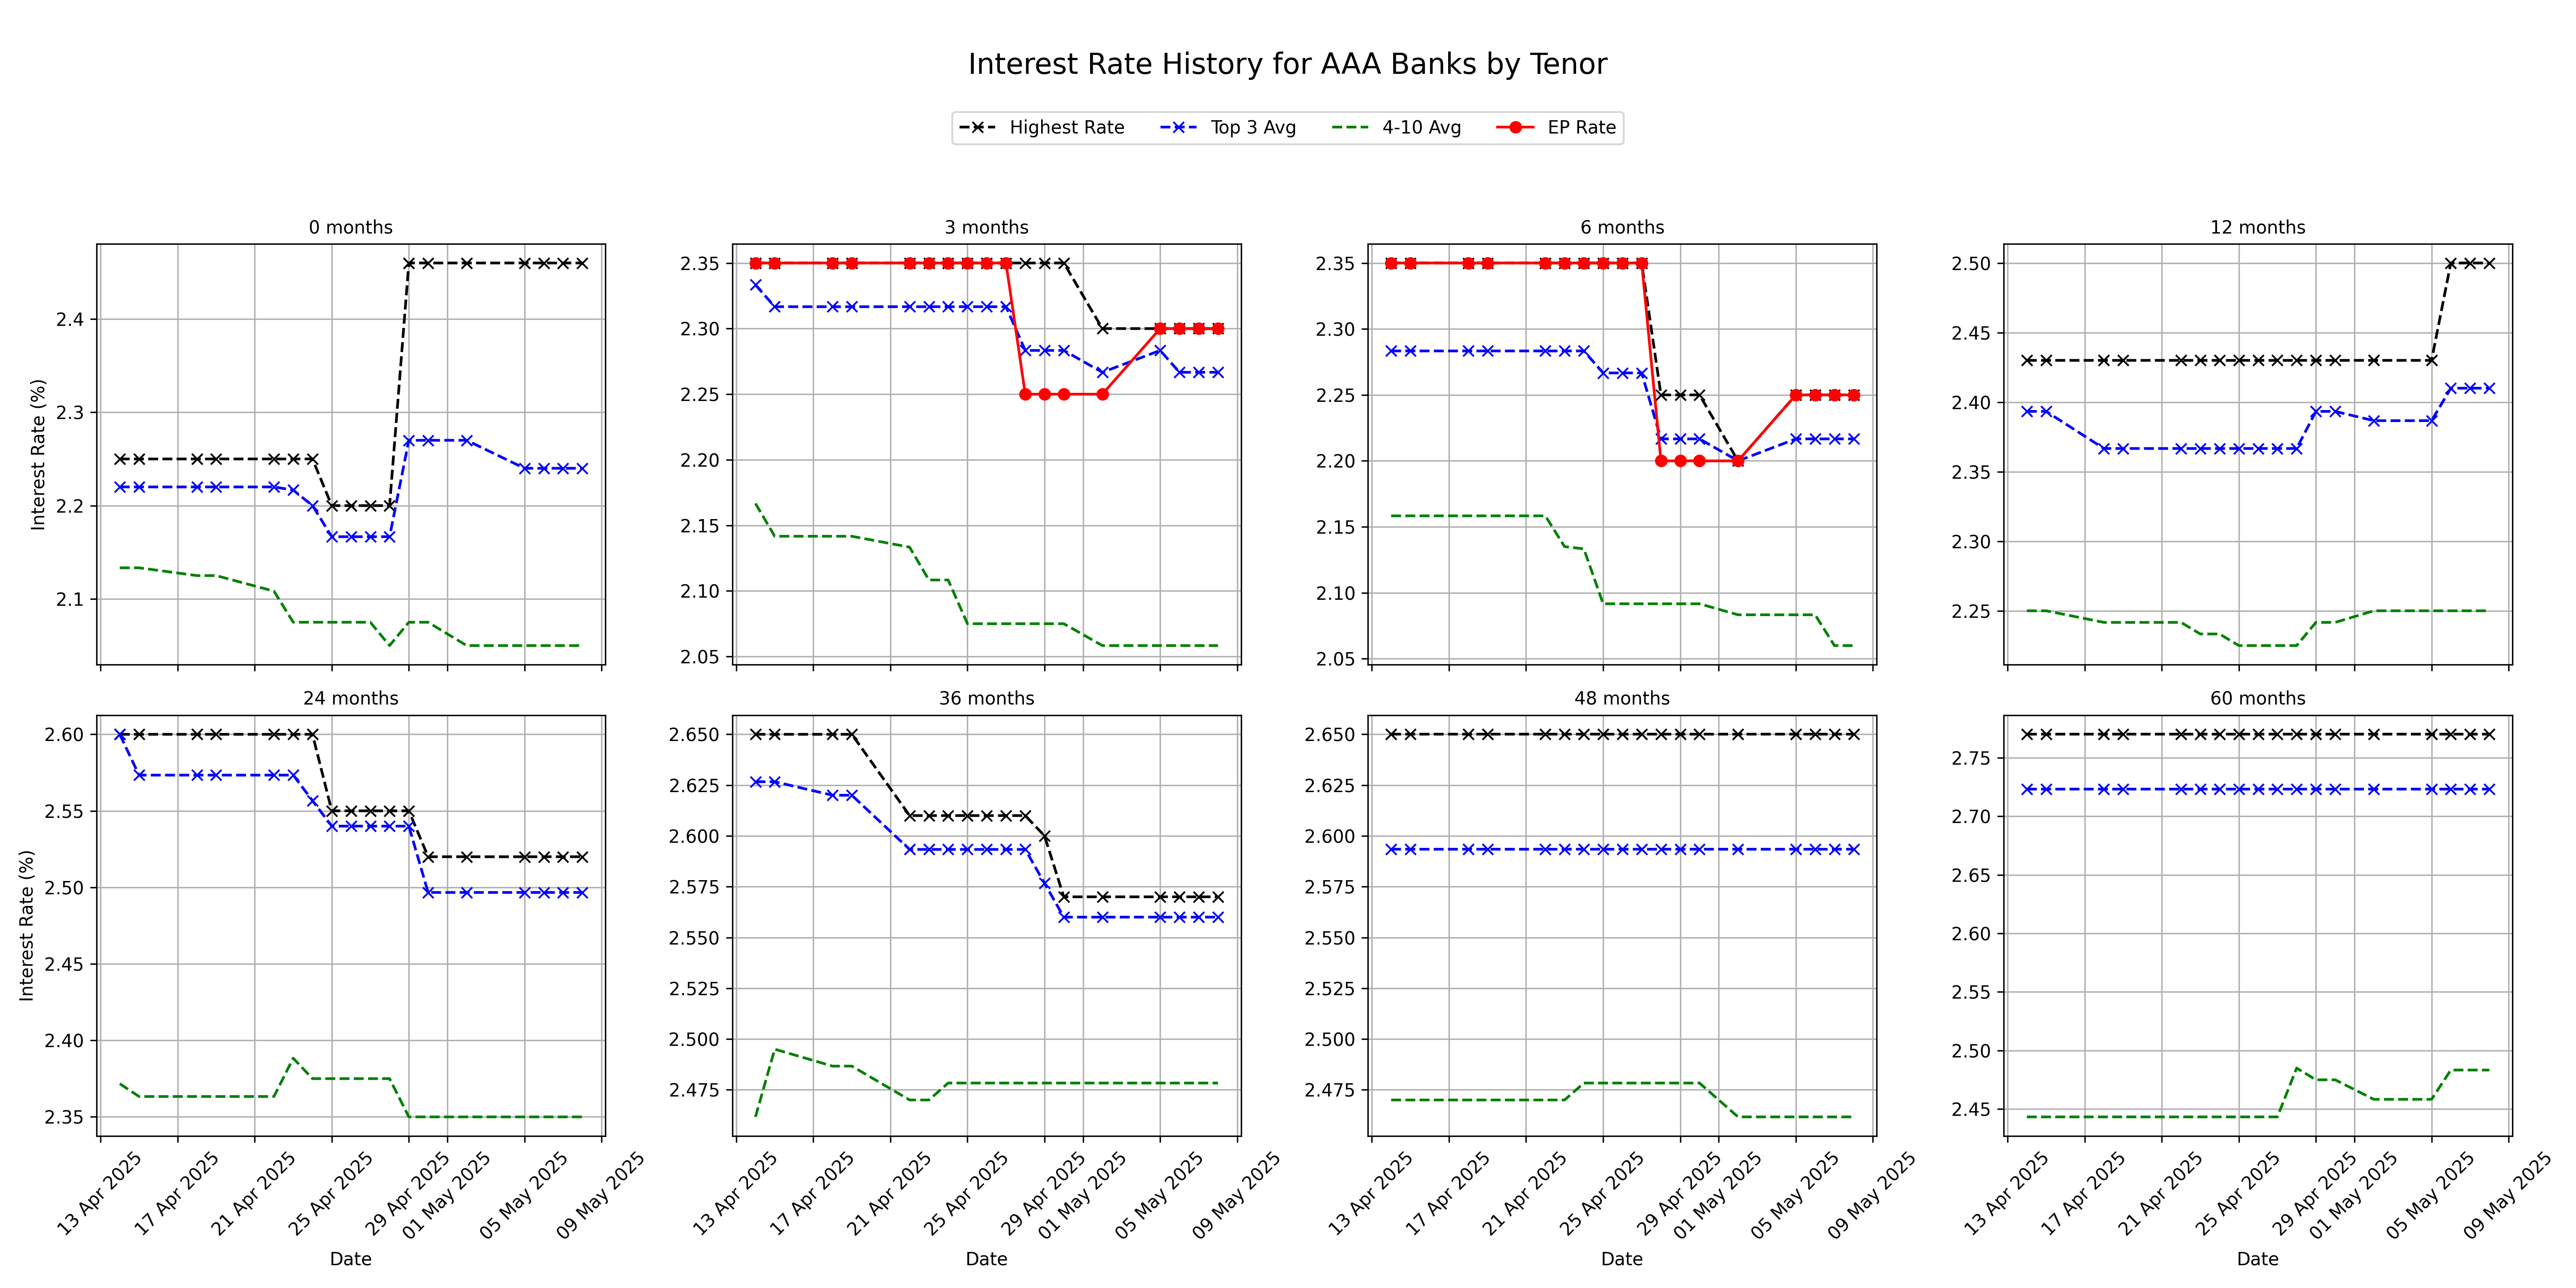 Interest Rate History for AAA Banks by Tenor
Highest Rate Top 3 Avg 4-10 Avg EP Rate
0 months
Interest Rate (%)
2.4
2.3
2.2
2.1
3 months
2.35
2.30
2.25
2.20
2.15
2.10
2.05
6 months
2.35
2.30
2.25
2.20
2.15
2.10
2.05
12 months
2.50
2.45
2.40
2.35
2.30
2.25
24 months
Interest Rate (%)
2.60
2.55
2.50
2.45
2.40
2.35
13 Apr 2025
17 Apr 2025
21 Apr 2025
25 Apr 2025
29 Apr 2025
01 May 2025
05 May 2025
09 May 2025
Date
36 months
2.650
2.625
2.600
2.575
2.550
2.525
2.500
2.475
13 Apr 2025
17 Apr 2025
21 Apr 2025
25 Apr 2025
29 Apr 2025
01 May 2025
05 May 2025
09 May 2025
Date
48 months
2.650
2.625
2.600
2.575
2.550
2.525
2.500
2.475
13 Apr 2025
17 Apr 2025
21 Apr 2025
25 Apr 2025
29 Apr 2025
01 May 2025
05 May 2025
09 May 2025
Date
60 months
2.75
2.70
2.65
2.60
2.55
2.50
2.45
13 Apr 2025
17 Apr 2025
21 Apr 2025
25 Apr 2025
29 Apr 2025
01 May 2025
05 May 2025
09 May 2025
Date